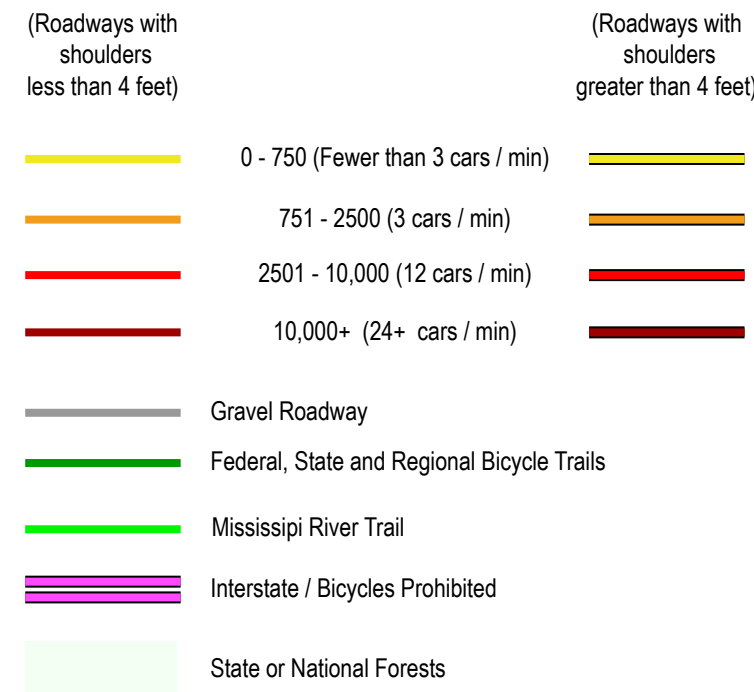 (Roadways with
shoulders
less than 4 feet)
(Roadways with
shoulders
greater than 4 feet)
0 - 750 (Fewer than 3 cars / min)
751 - 2500 (3 cars / min)
2501 - 10,000 (12 cars / min)
10,000+ (24+ cars / min)
Gravel Roadway
Federal, State and Regional Bicycle Trails
Mississipi River Trail
Interstate / Bicycles Prohibited
State or National Forests